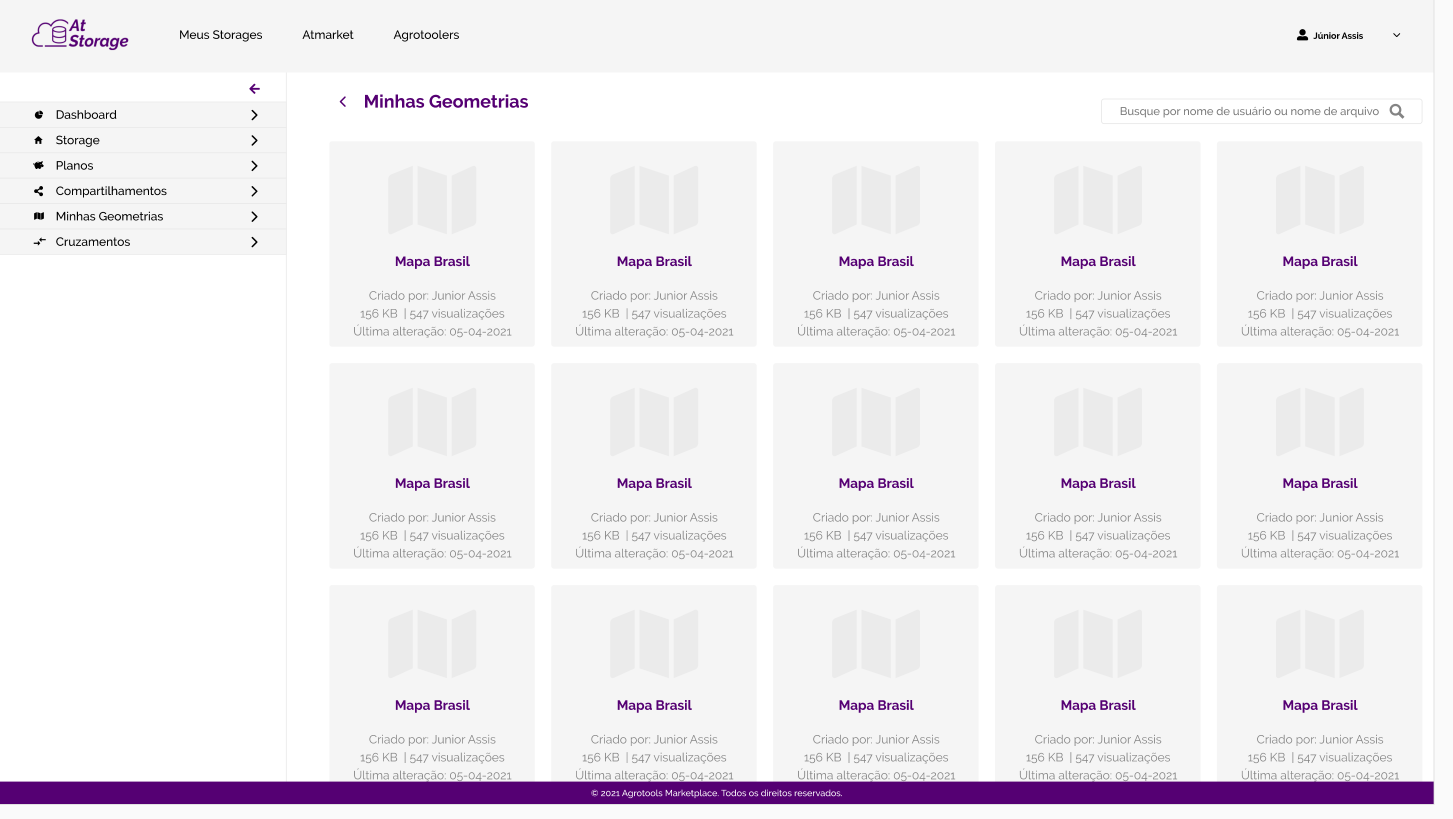 At
Storage
Meus Storages
Atmarket
Agrotoolers
Júnior Assis
Dashboard
Storage
Planos
Compartilhamentos
Minhas Geometrias
Cruzamentos
Minhas Geometrias
Busque por nome de usuário ou nome de arquivo
Mapa Brasil
Criado por: Junior Assis
156 KB | 547 visualizações
Última alteração: 05-04-2021
Mapa Brasil
Criado por: Junior Assis
156 KB | 547 visualizações
Última alteração: 05-04-2021
Mapa Brasil
Criado por: Junior Assis
156 KB | 547 visualizações
Última alteração: 05-04-2021
Mapa Brasil
Criado por: Junior Assis
156 KB | 547 visualizações
Última alteração: 05-04-2021
Mapa Brasil
Criado por: Junior Assis
156 KB | 547 visualizações
Última alteração: 05-04-2021
Mapa Brasil
Criado por: Junior Assis
156 KB | 547 visualizações
Última alteração: 05-04-2021
Mapa Brasil
Criado por: Junior Assis
156 KB | 547 visualizações
Última alteração: 05-04-2021
Mapa Brasil
Criado por: Junior Assis
156 KB | 547 visualizações
Última alteração: 05-04-2021
Mapa Brasil
Criado por: Junior Assis
156 KB | 547 visualizações
Última alteração: 05-04-2021
Mapa Brasil
Criado por: Junior Assis
156 KB | 547 visualizações
Última alteração: 05-04-2021
Mapa Brasil
Criado por: Junior Assis
156 KB | 547 visualizações
Última alteração: 05-04-2021
Mapa Brasil
Criado por: Junior Assis
156 KB | 547 visualizações
Última alteração: 05-04-2021
Mapa Brasil
Criado por: Junior Assis
156 KB | 547 visualizações
Última alteração: 05-04-2021
Mapa Brasil
Criado por: Junior Assis
156 KB | 547 visualizações
Última alteração: 05-04-2021
Mapa Brasil
Criado por: Junior Assis
156 KB | 547 visualizações
Última alteração: 05-04-2021
© 2021 Agrotools Marketplace. Todos os direitos reservados.